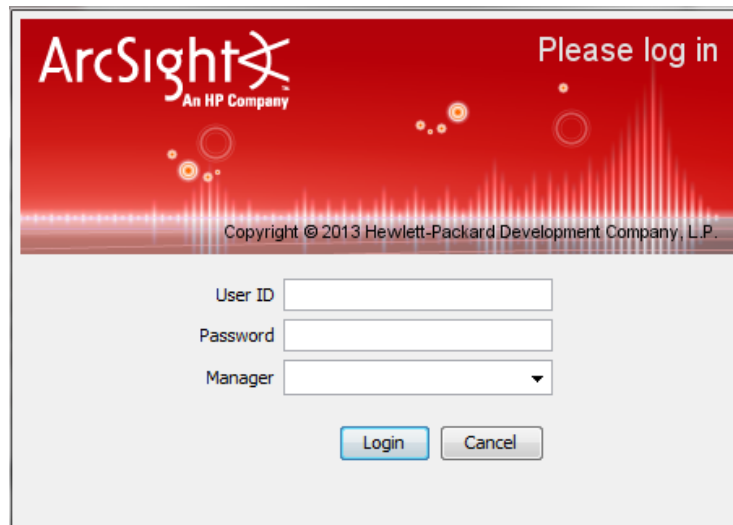 ArcSight
™
An HP Company
Please log in
Copyright © 2013 Hewlett-Packard Development Company, L.P.
User ID
Password
Manager
Login
Cancel